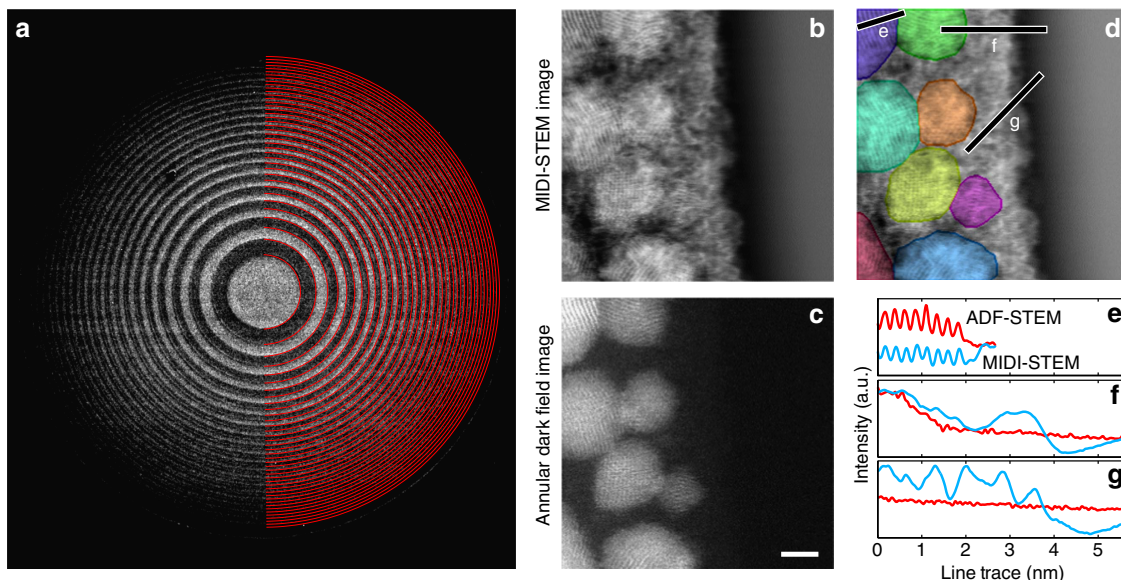 a
MIDI-STEM image
b
e
f
g
d
Annular dark field image
c
Intensity (a.u.)
ADF-STEM
MIDI-STEM
e
f
g
0 1 2 3 4 5
Line trace (nm)